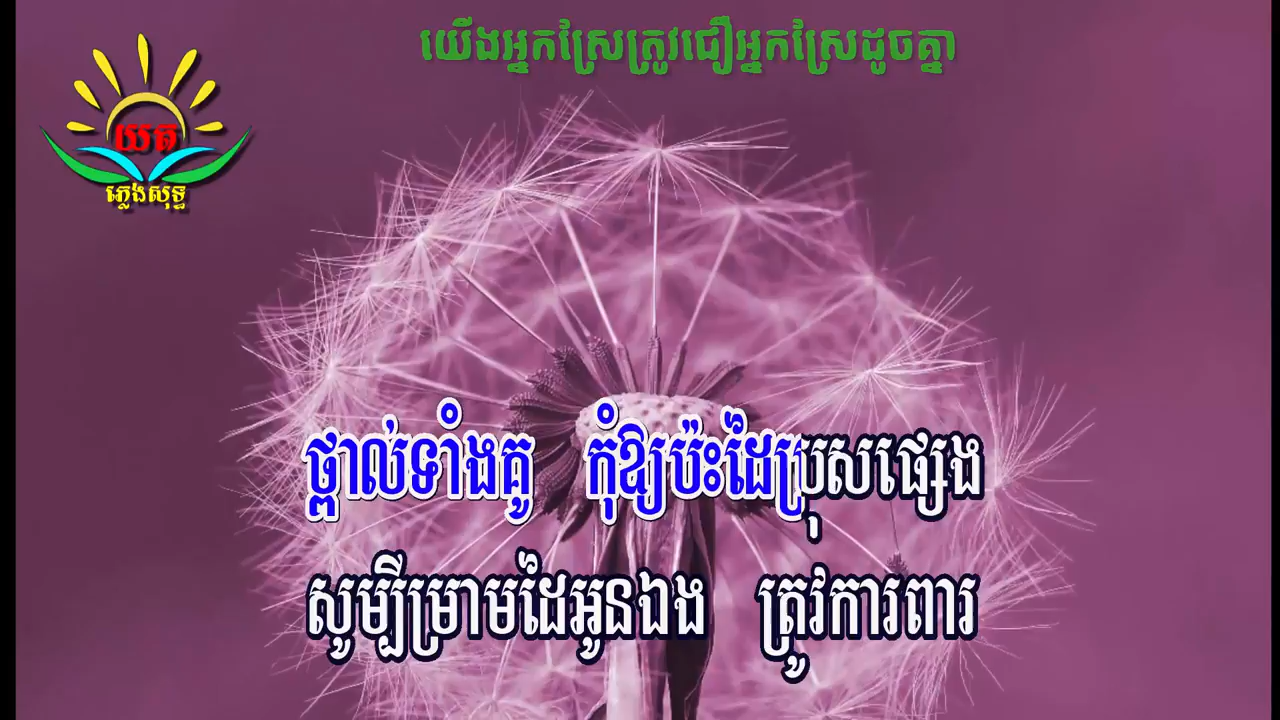 យើងអ្នកស្រែត្រូវជឿអ្នកស្រែដូចគ្នា
យត
ភ្លេងសុទ្ធ
ថ្ពាល់ទាំងគូ កុំឱ្យប៉ះដៃប្រុសផ្សេង
សូម្បីម្រាមដៃអូនឯង ត្រូវការពារ